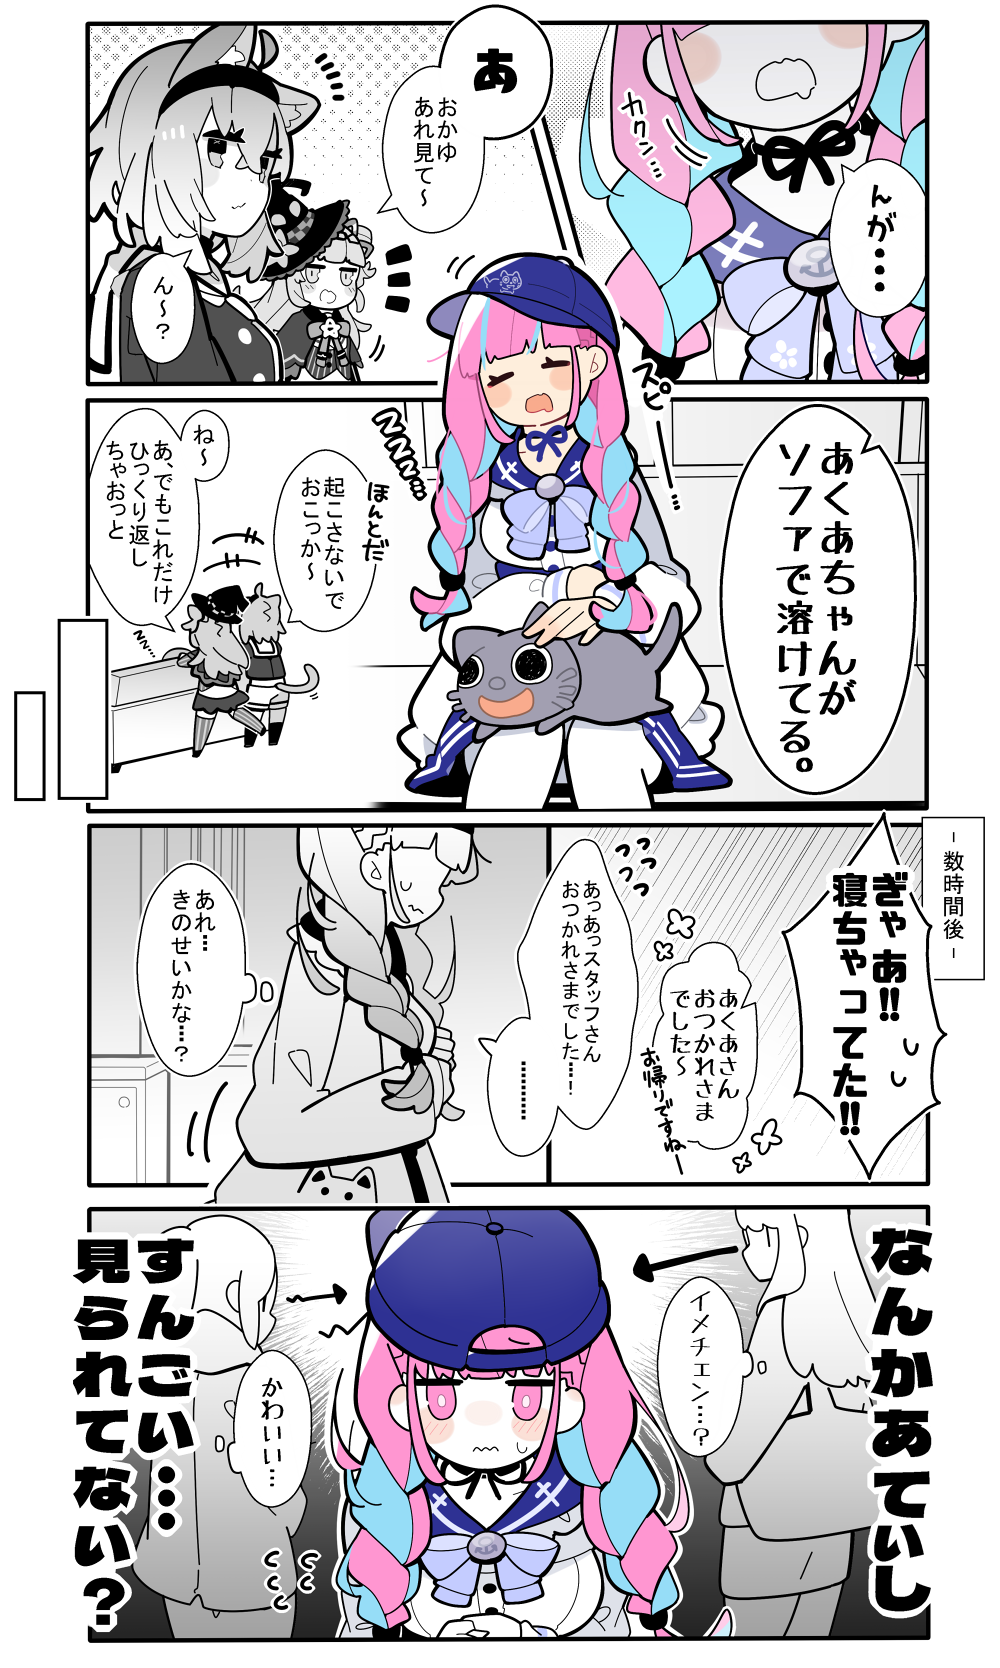 んが…
カクン…
あ
おかゆ
あれ見て〜
ん〜？
あくあちゃんが
ソファで溶けてる。
スピー…
ZZZZ…
起こさないで
おこっか〜
ほんとだ
ね〜
あ、でもこれだけ
ひっくり返し
ちゃおっと
zzz…
-数時間後-
ぎゃあ!!
寝ちゃってた!!
あくあさん
おつかれさま
でした〜
お帰りですねー
あっあっスタッフさん
おつかれさまでした…！
…………
あれ…
きのせいかな…？
なんかあてぃし
イメチェン…？
かわいい…
すんごい…
見られてない？